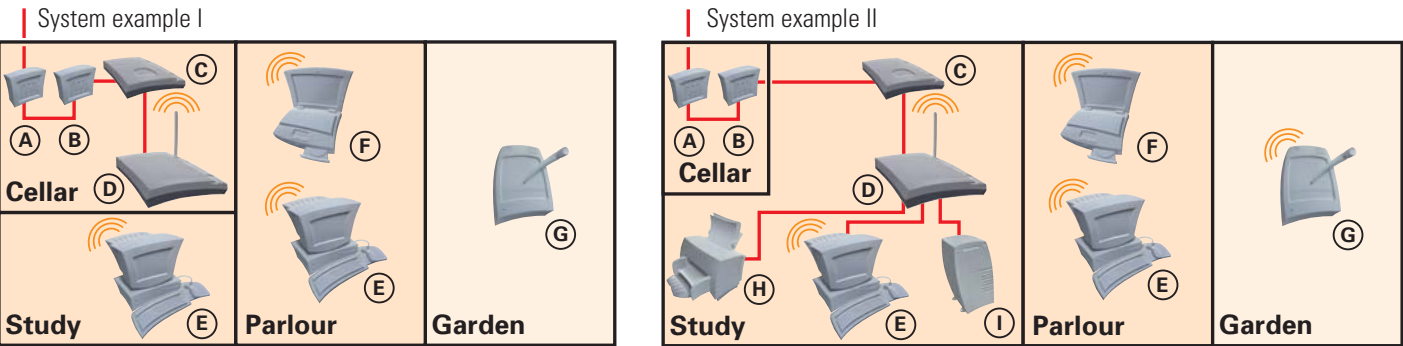 System example I
C
A
B
F
Cellar
D
G
E
E
Study
Parlour
Garden
System example II
C
A
B
F
Cellar
D
G
E
H
E
I
Study
Parlour
Garden